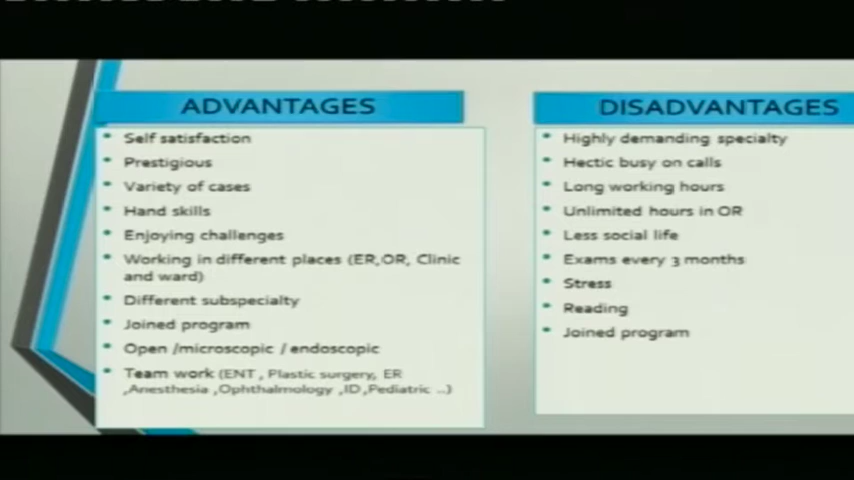 ADVANTAGES
• Self satisfaction
• Prestigious
• Variety of cases
• Hand skills
• Enjoying challenges
• Working in different places (ER,OR, Clinic
and ward)
• Different subspecialty
• Joined program
• Open /microscopic / endoscopic
• Team work (ENT , Plastic surgery, ER
,Anesthesia ,Ophthalmology ,ID,Pediatric ..)
DISADVANTAGES
• Highly demanding specialty
• Hectic busy on calls
• Long working hours
• Unlimited hours in OR
• Less social life
• Exams every 3 months
• Stress
• Reading
• Joined program